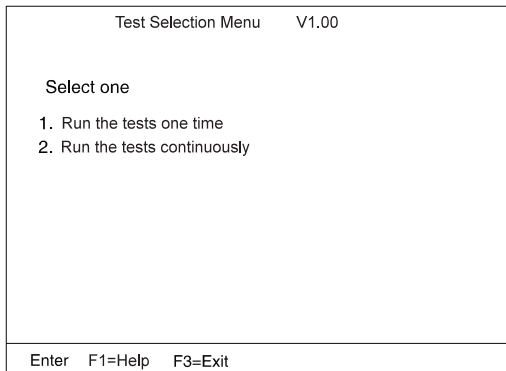 Test Selection Menu V1.00
Select one
1. Run the tests one time
2. Run the tests continuously
Enter F1=Help F3=Exit